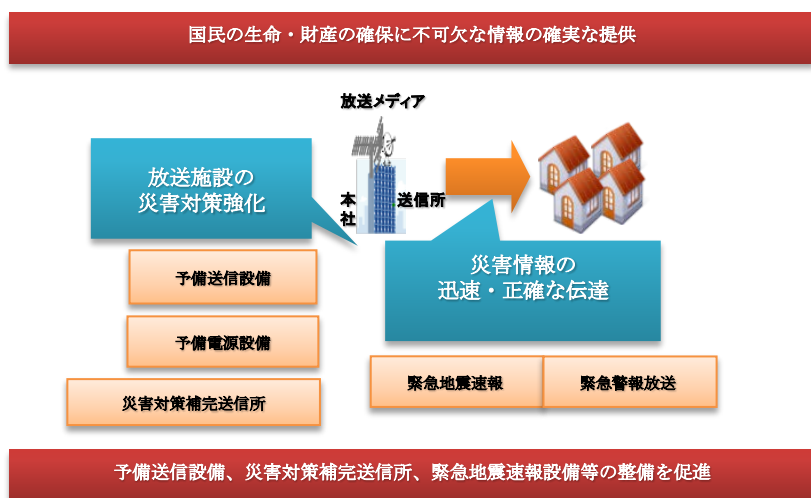 国民の生命・財産の確保に不可欠な情報の確実な提供
放送メディア
放送施設の
災害対策強化
本社
送信所
災害情報の
迅速・正確な伝達
予備送信設備
予備電源設備
災害対策補完送信所
緊急地震速報
緊急警報放送
予備送信設備、災害対策補完送信所、緊急地震速報設備等の整備を促進